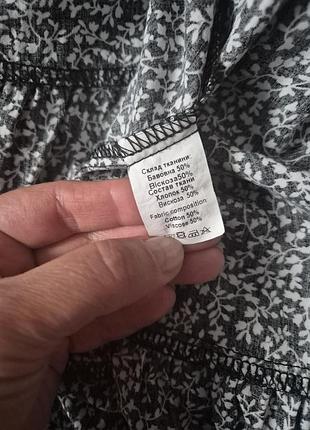 Склад тканини:
Бавовна 50%
Віскоза50%
Состав ткани
Хлопок 50%
Вискоза 50%
Fabric composition
Cotton 50%
Viscose 50%